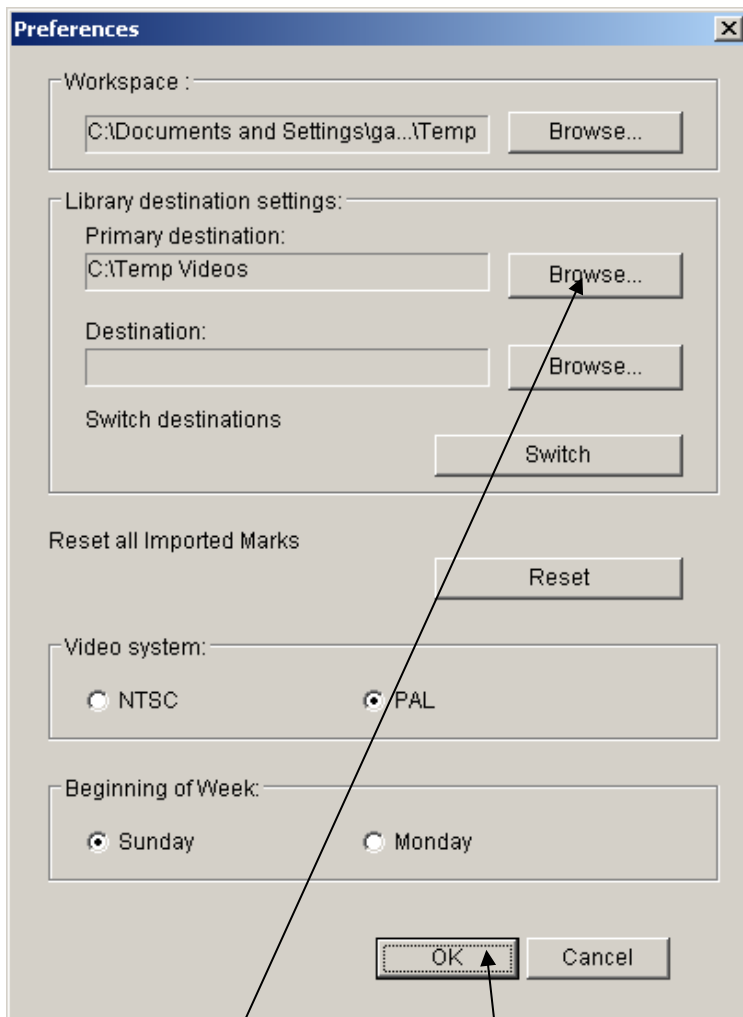 Preferences
Workspace :
C:\Documents and Settings\ga...\Temp Browse...
Library destination settings:
Primary destination:
C:\Temp Videos Browse...
Destination:
Browse...
Switch destinations
Switch
Reset all Imported Marks
Reset
Video system:
NTSC PAL
Beginning of Week:
Sunday Monday
OK Cancel